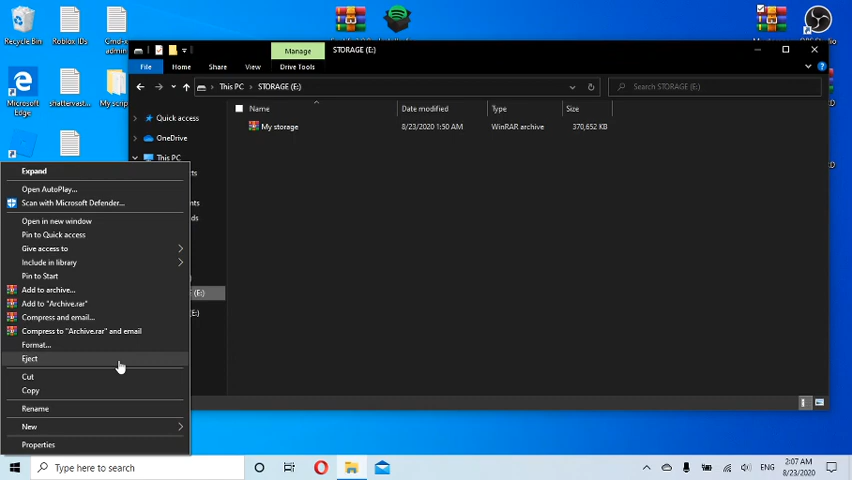 Recycle Bin
Roblox IDs
Cmd-x
admin
Microsoft
Edge
shattervast...
My scrip
STORAGE (E:)
Manage
File
Home
Share
View
Drive Tools
This PC
STORAGE (E:)
Search STORAGE (E:)
Quick access
OneDrive
This PC
(E:)
(E:)
Name
Date modified
Type
Size
My storage
8/23/2020 1:50 AM
WinRAR archive
370,652 KB
Expand
Open AutoPlay...
Scan with Microsoft Defender...
Open in new window
Pin to Quick access
Give access to
Include in library
Pin to Start
Add to archive...
Add to "Archive.rar"
Compress and email...
Compress to "Archive.rar" and email
Format...
Eject
Cut
Copy
Rename
New
Properties
Type here to search
ENG
2:07 AM
8/23/2020